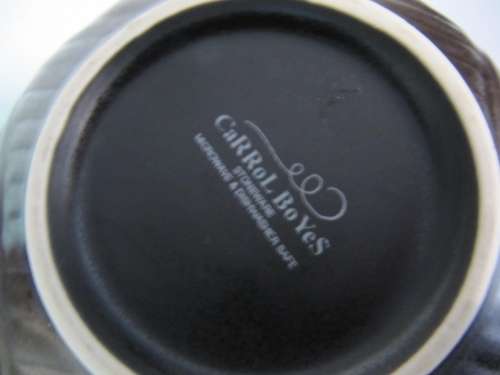 CaRRoL BoYeS
STONEWARE
MICROWAVE & DISHWASHER SAFE